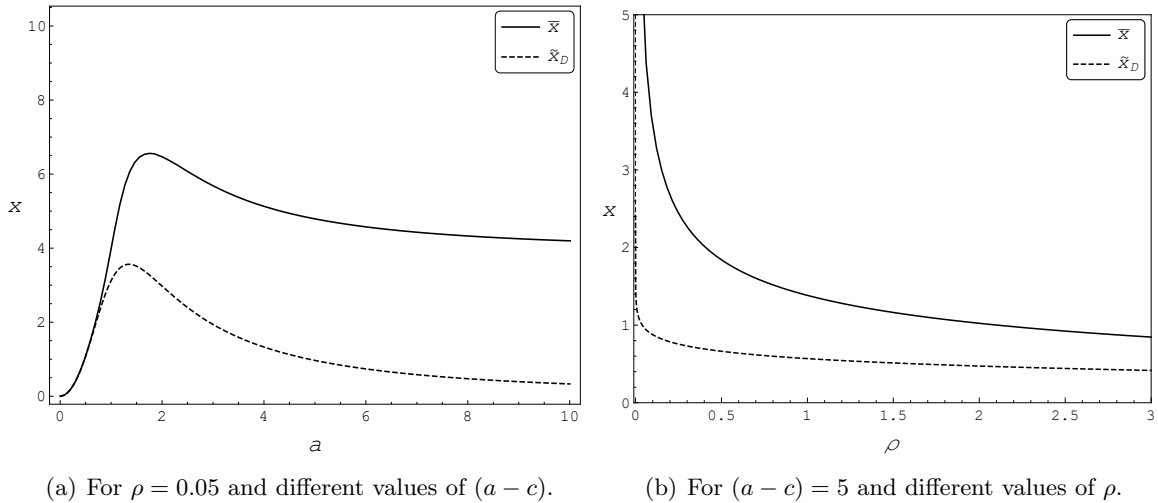 10
8
6
4
2
0
x
0
2
4
6
8
10
a
x̄
x̃_D
5
4
3
2
1
0
x
0
0.5
1
1.5
2
2.5
3
ρ
x̄
x̃_D
(a) For ρ = 0.05 and different values of (a − c).
(b) For (a − c) = 5 and different values of ρ.